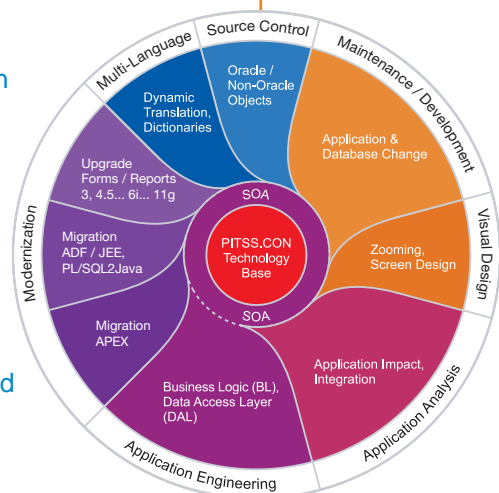 Source Control
Multi-Language
Maintenance / Development
Visual Design
Application Analysis
Application Engineering
Modernization
Oracle /
Non-Oracle
Objects
Dynamic
Translation,
Dictionaries
Application &
Database Change
Upgrade
Forms / Reports
3, 4.5... 6i... 11g
SOA
PITSS.CON
Technology
Base
SOA
Migration
ADF / JEE,
PL/SQL2Java
Zooming,
Screen Design
Migration
APEX
Application Impact,
Integration
Business Logic (BL),
Data Access Layer
(DAL)